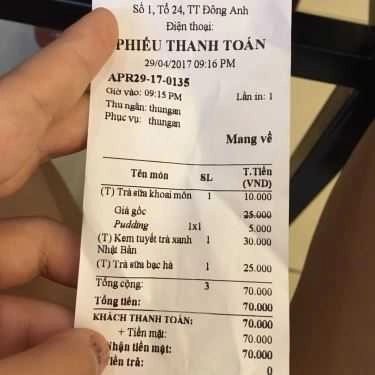 Số 1, Tổ 24, TT Đông Anh
Điện thoại:
PHIẾU THANH TOÁN
29/04/2017 09:16 PM
APR29-17-0135
Giờ vào: 09:15 PM Lần in: 1
Thu ngân: thungan
Phục vụ: thungan
Mang về
Tên món SL T.Tiền (VND)
(T) Trà sữa khoai môn 1 10.000
Giá gốc 25.000
Pudding 1x1 5.000
(T) Kem tuyết trà xanh 1 30.000
Nhật Bản
(T) Trà sữa bạc hà 1 25.000
Tổng cộng: 3 70.000
Tổng tiền: 70.000
KHÁCH THANH TOÁN: 70.000
+ Tiền mặt: 70.000
Nhận tiền mặt: 70.000
Tiền trả: 0